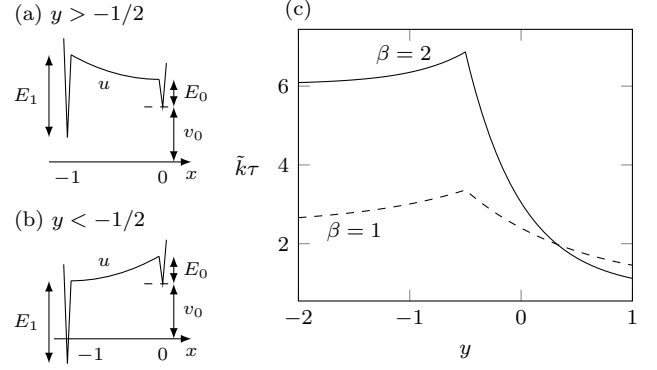 (a) y > −1/2
E₁
u
E₀
v₀
−1
0
x
(b) y < −1/2
u
E₀
E₁
v₀
−1
0
x
(c)
β = 2
β = 1
k̃τ
6
4
2
−2
−1
0
1
y